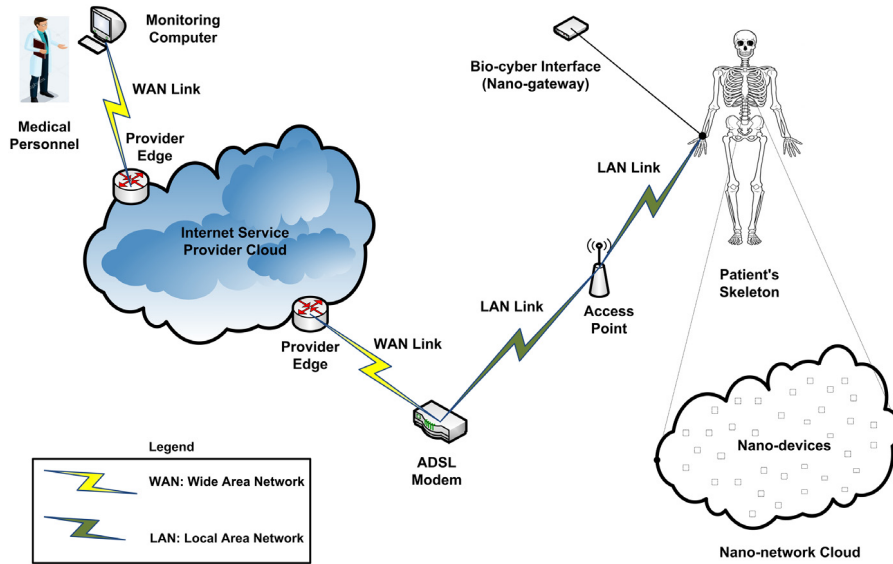 Monitoring
Computer
WAN Link
Medical
Personnel
Provider
Edge
Internet Service
Provider Cloud
Provider
Edge
WAN Link
ADSL
Modem
LAN Link
Access
Point
LAN Link
Bio-cyber Interface
(Nano-gateway)
Patient's
Skeleton
Nano-devices
Nano-network Cloud
Legend
WAN: Wide Area Network
LAN: Local Area Network